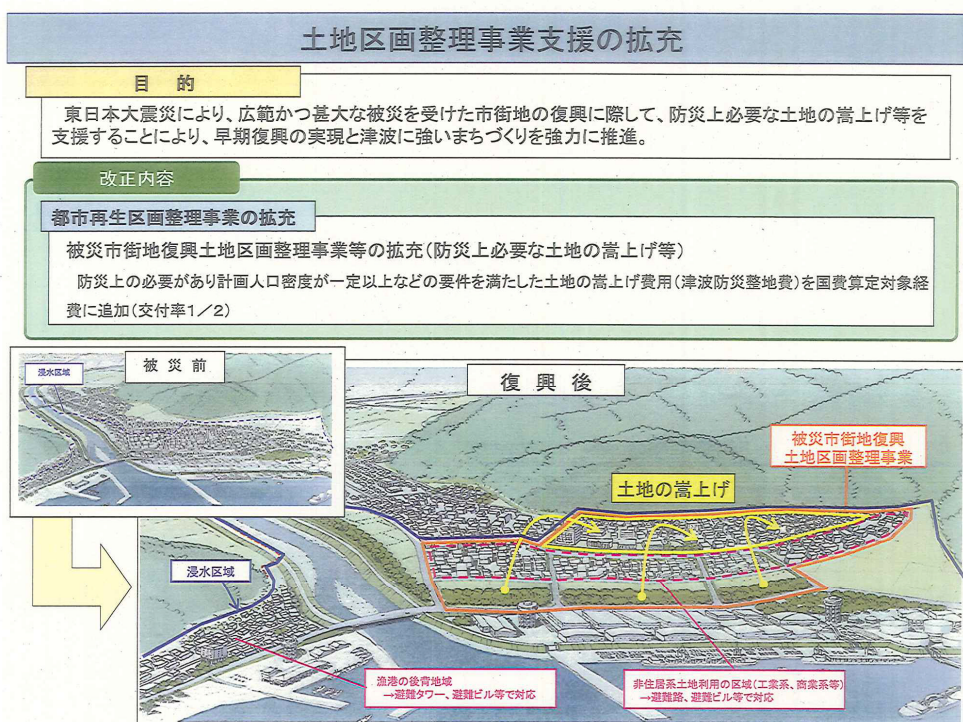 土地区画整理事業支援の拡充
目 的
東日本大震災により、広範かつ甚大な被災を受けた市街地の復興に際して、防災上必要な土地の嵩上げ等を
支援することにより、早期復興の実現と津波に強いまちづくりを強力に推進。
改正内容
都市再生区画整理事業の拡充
被災市街地復興土地区画整理事業等の拡充(防災上必要な土地の嵩上げ等)
防災上の必要があり計画人口密度が一定以上などの要件を満たした土地の嵩上げ費用(津波防災整地費)を国費算定対象経
費に追加(交付率1/2)
被 災 前
浸水区域
復 興 後
被災市街地復興
土地区画整理事業
土地の嵩上げ
浸水区域
漁港の後背地域
→避難タワー、避難ビル等で対応
非住居系土地利用の区域(工業系、商業系等)
→避難路、避難ビル等で対応